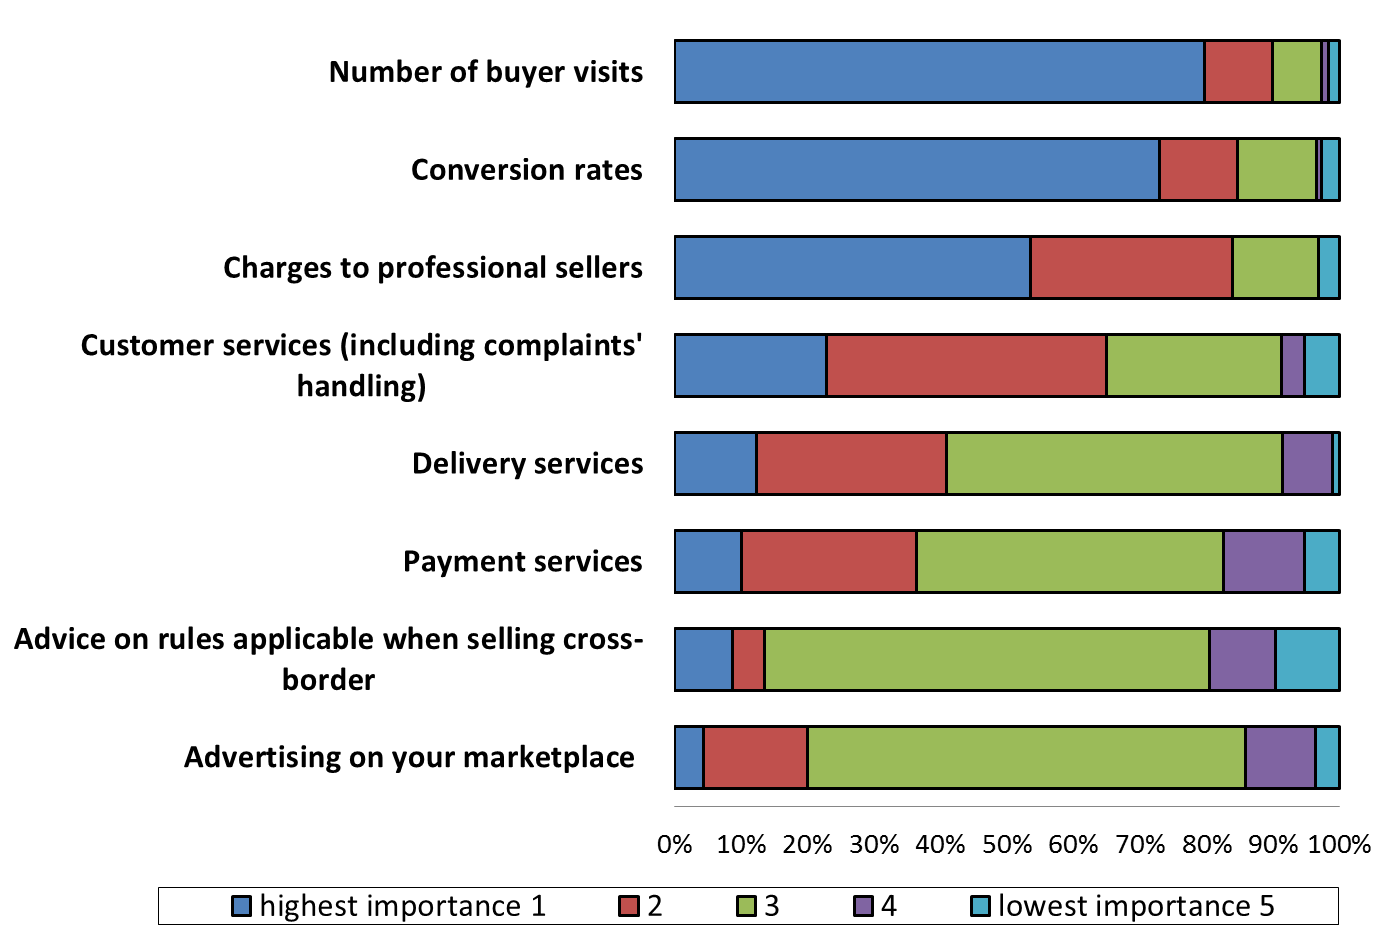 Number of buyer visits
Conversion rates
Charges to professional sellers
Customer services (including complaints'
handling)
Delivery services
Payment services
Advice on rules applicable when selling cross-
border
Advertising on your marketplace
0% 10% 20% 30% 40% 50% 60% 70% 80% 90% 100%
highest importance 1 2 3 4 lowest importance 5